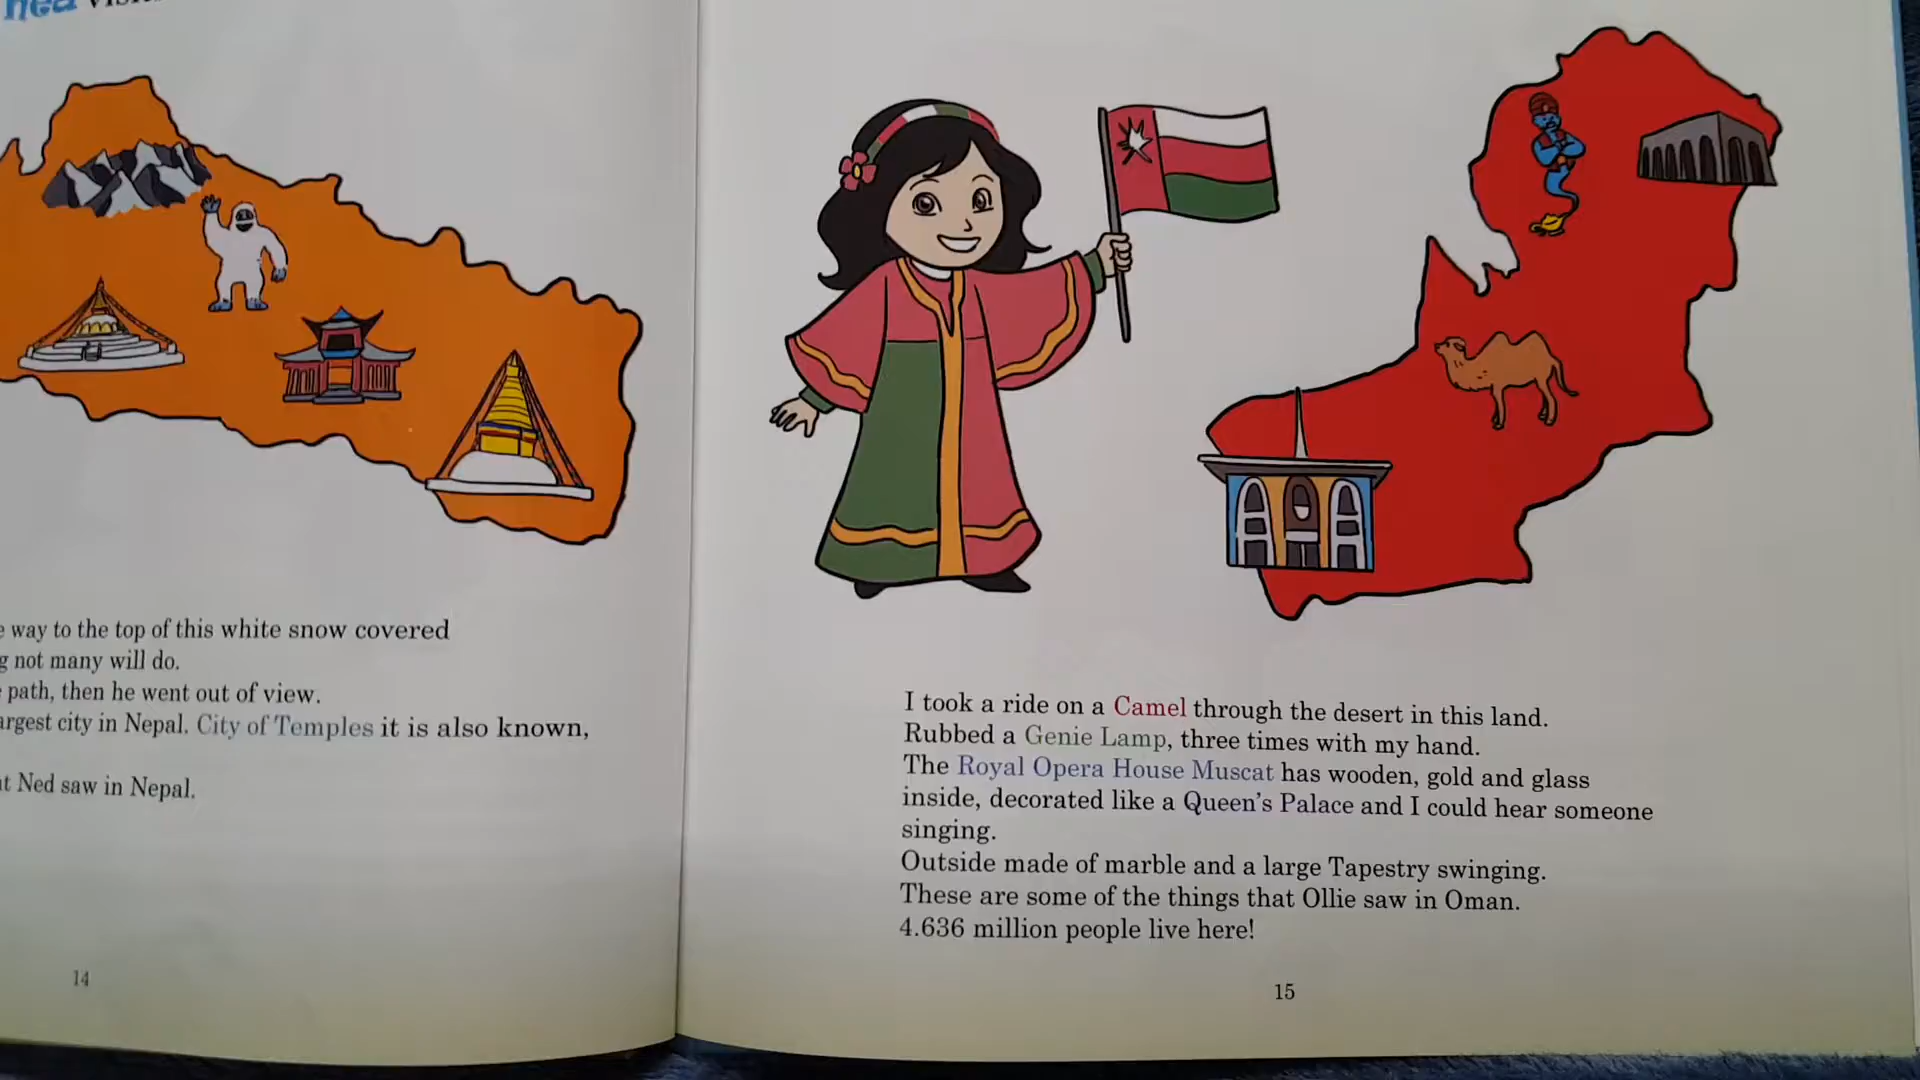 Ned
way to the top of this white snow covered
not many will do.
path, then he went out of view.
city in Nepal. City of Temples it is also known,
Ned saw in Nepal.
14
I took a ride on a Camel through the desert in this land.
Rubbed a Genie Lamp, three times with my hand.
The Royal Opera House Muscat has wooden, gold and glass
inside, decorated like a Queen's Palace and I could hear someone
singing.
Outside made of marble and a large Tapestry swinging.
These are some of the things that Ollie saw in Oman.
4.636 million people live here!
15